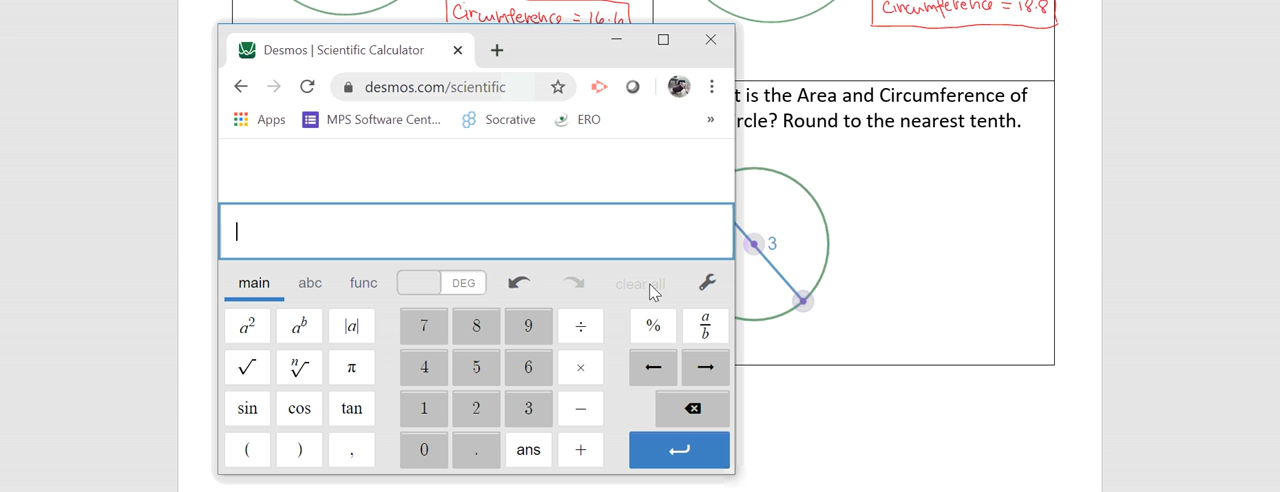 Circumference = 16.6
Circumference = 18.8
Desmos | Scientific Calculator
desmos.com/scientific
Apps
MPS Software Cent...
Socrative
ERO
»
t is the Area and Circumference of
rcle? Round to the nearest tenth.
3
main
abc
func
DEG
clear all
a² aᵇ |a| 7 8 9 ÷ % a/b
√ ⁿ√ π 4 5 6 × ← →
sin cos tan 1 2 3 −
( ) , 0 . ans +